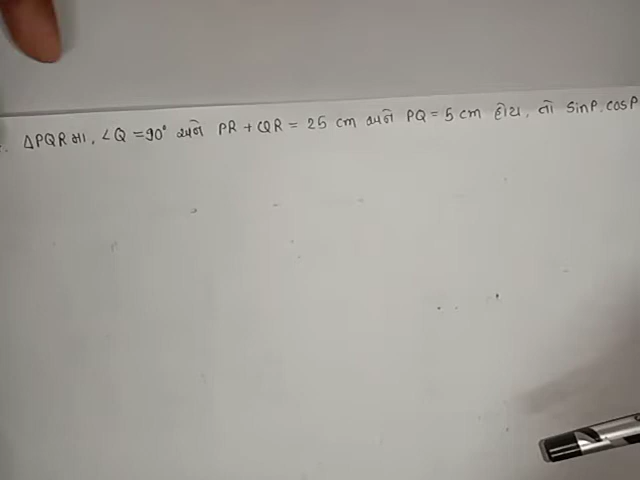 ΔPQR માં, ∠Q = 90° અને PR + QR = 25 cm અને PQ = 5 cm હોય, તો sinP, cosP